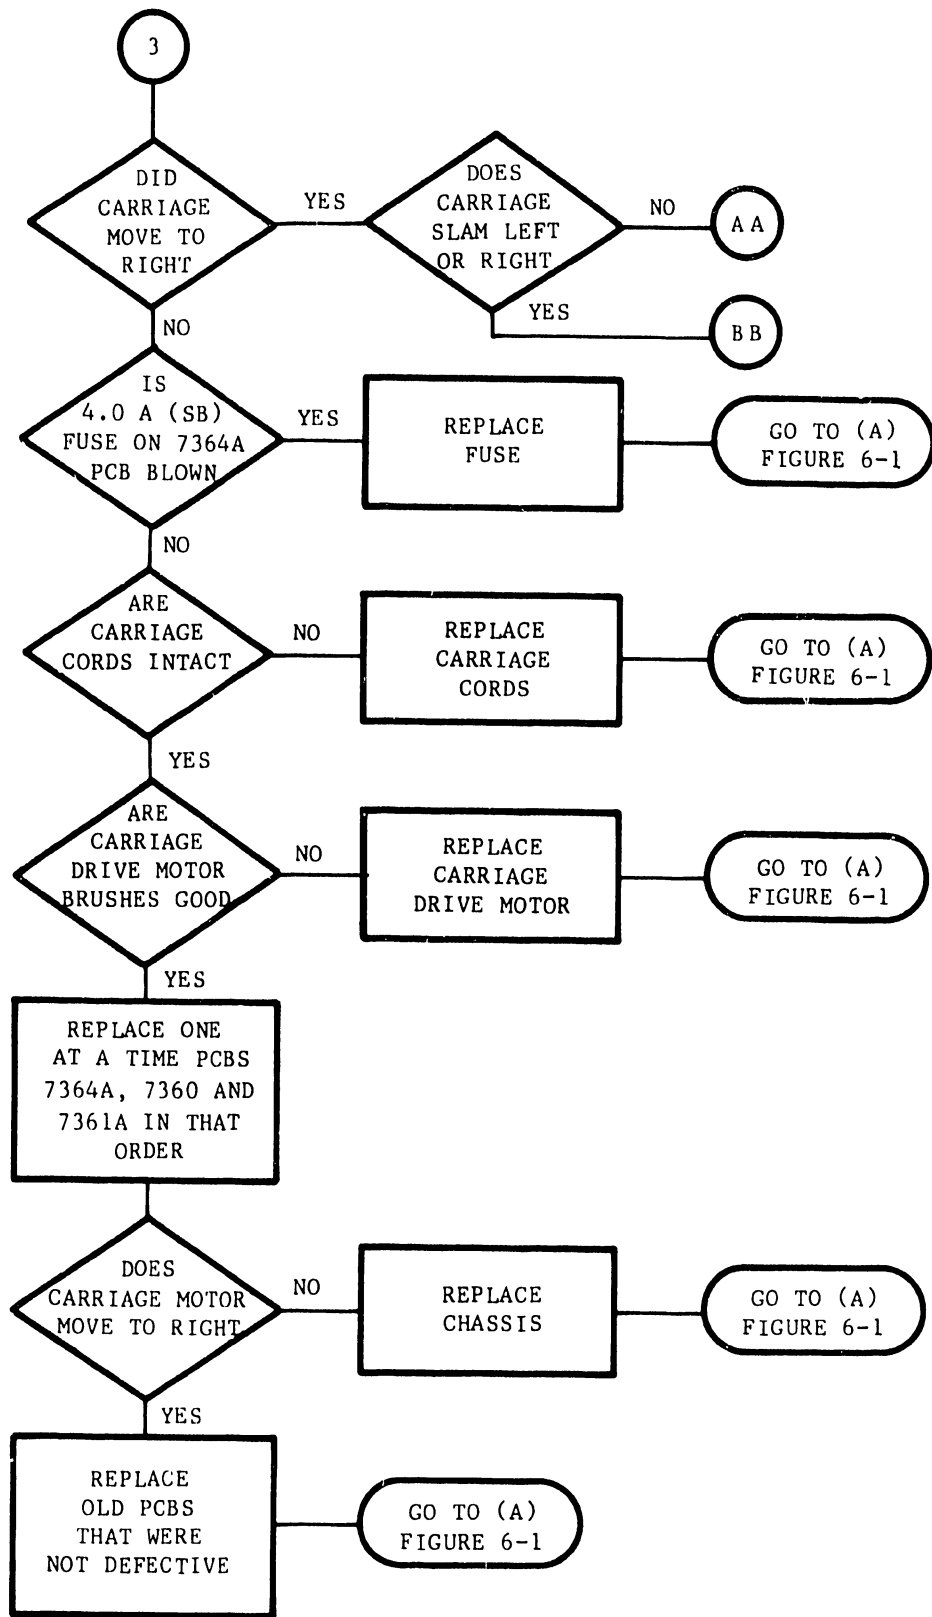 3
DID
CARRIAGE
MOVE TO
RIGHT
YES
DOES
CARRIAGE
SLAM LEFT
OR RIGHT
NO
AA
YES
BB
NO
IS
4.0 A (SB)
FUSE ON 7364A
PCB BLOWN
YES
REPLACE
FUSE
GO TO (A)
FIGURE 6-1
NO
ARE
CARRIAGE
CORDS INTACT
NO
REPLACE
CARRIAGE
CORDS
GO TO (A)
FIGURE 6-1
YES
ARE
CARRIAGE
DRIVE MOTOR
BRUSHES GOOD
NO
REPLACE
CARRIAGE
DRIVE MOTOR
GO TO (A)
FIGURE 6-1
YES
REPLACE ONE
AT A TIME PCBS
7364A, 7360 AND
7361A IN THAT
ORDER
DOES
CARRIAGE MOTOR
MOVE TO RIGHT
NO
REPLACE
CHASSIS
GO TO (A)
FIGURE 6-1
YES
REPLACE
OLD PCBS
THAT WERE
NOT DEFECTIVE
GO TO (A)
FIGURE 6-1